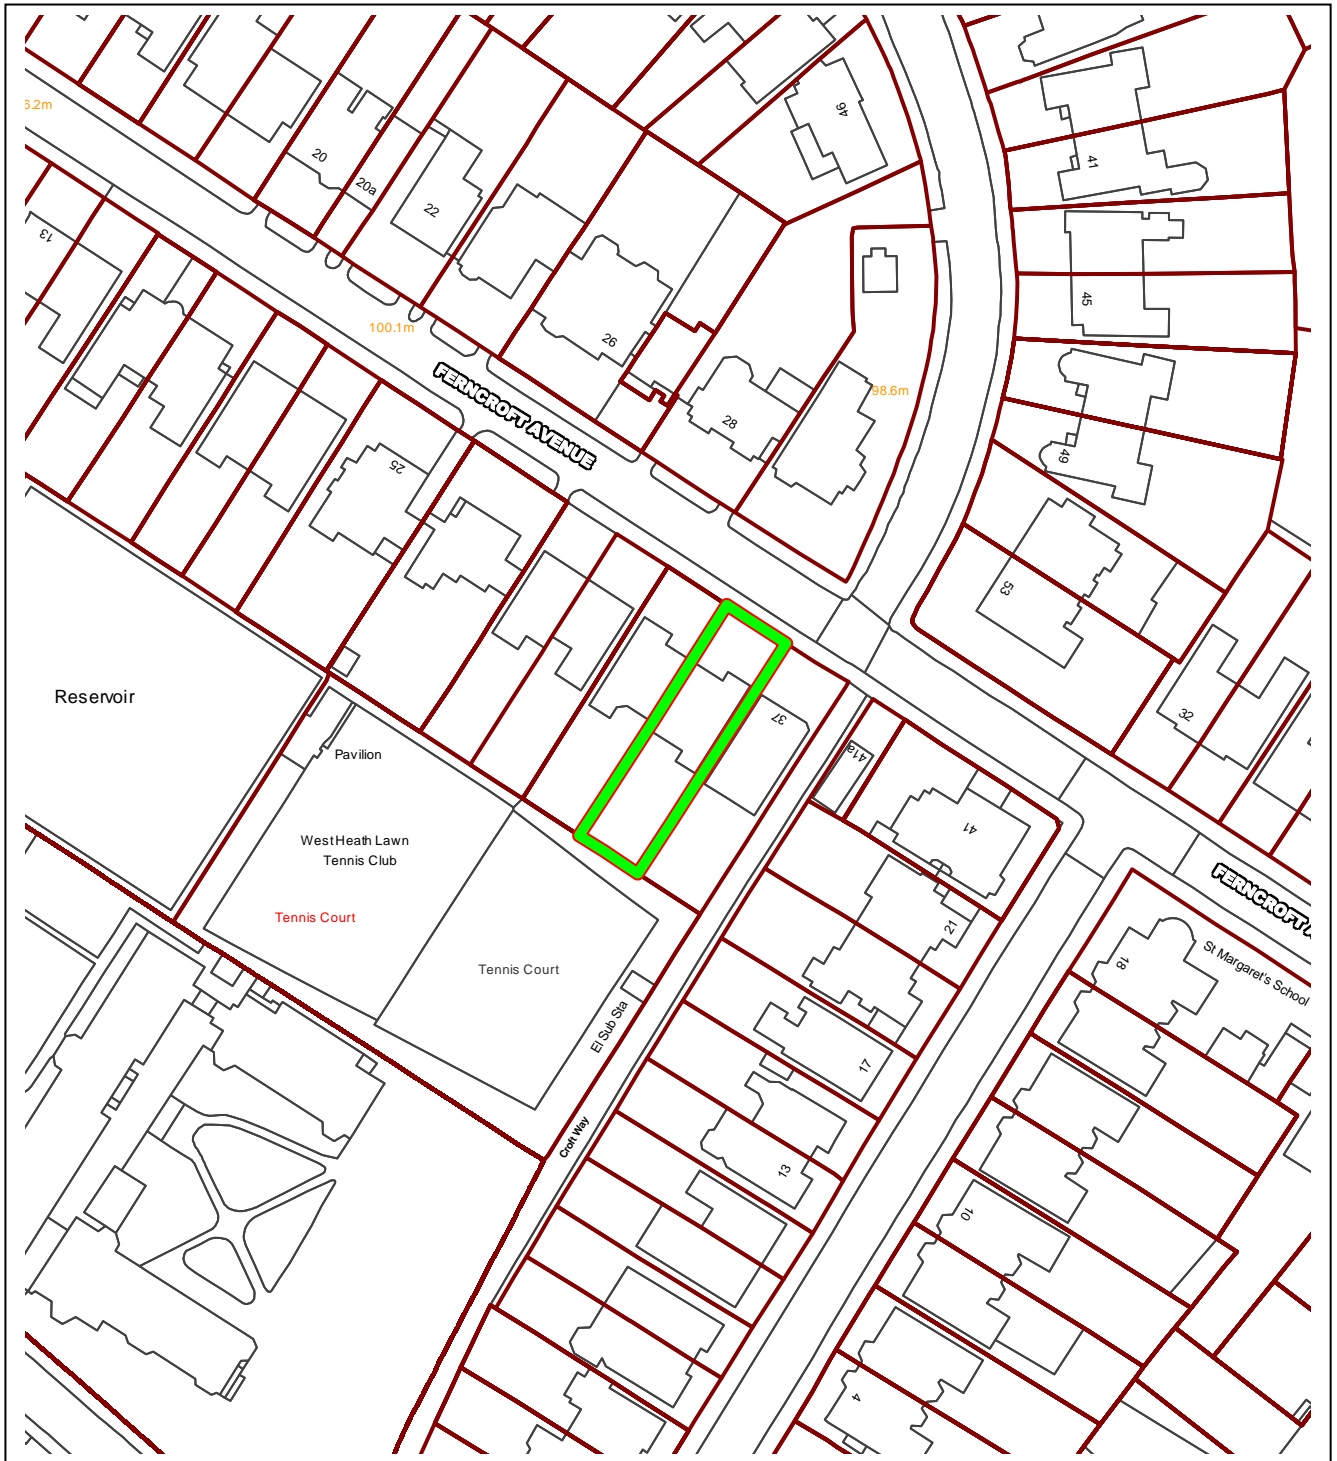 46
6.2m
41
20
20a
22
13
45
100.1m
26
98.6m
FERNCROFT AVENUE
28
49
25
53
Reservoir
37
32
Pavilion
41a
41
West Heath Lawn
Tennis Club
FERNCROFT A
Tennis Court
21
St Margaret's School
18
Tennis Court
El Sub Sta
17
Croft Way
13
10
4